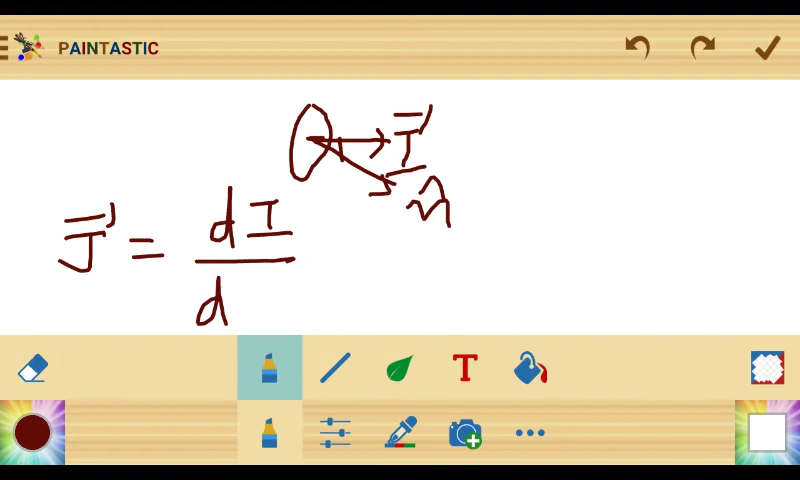 PAINTASTIC
I⃗
n̂
J⃗ = dI
d
T